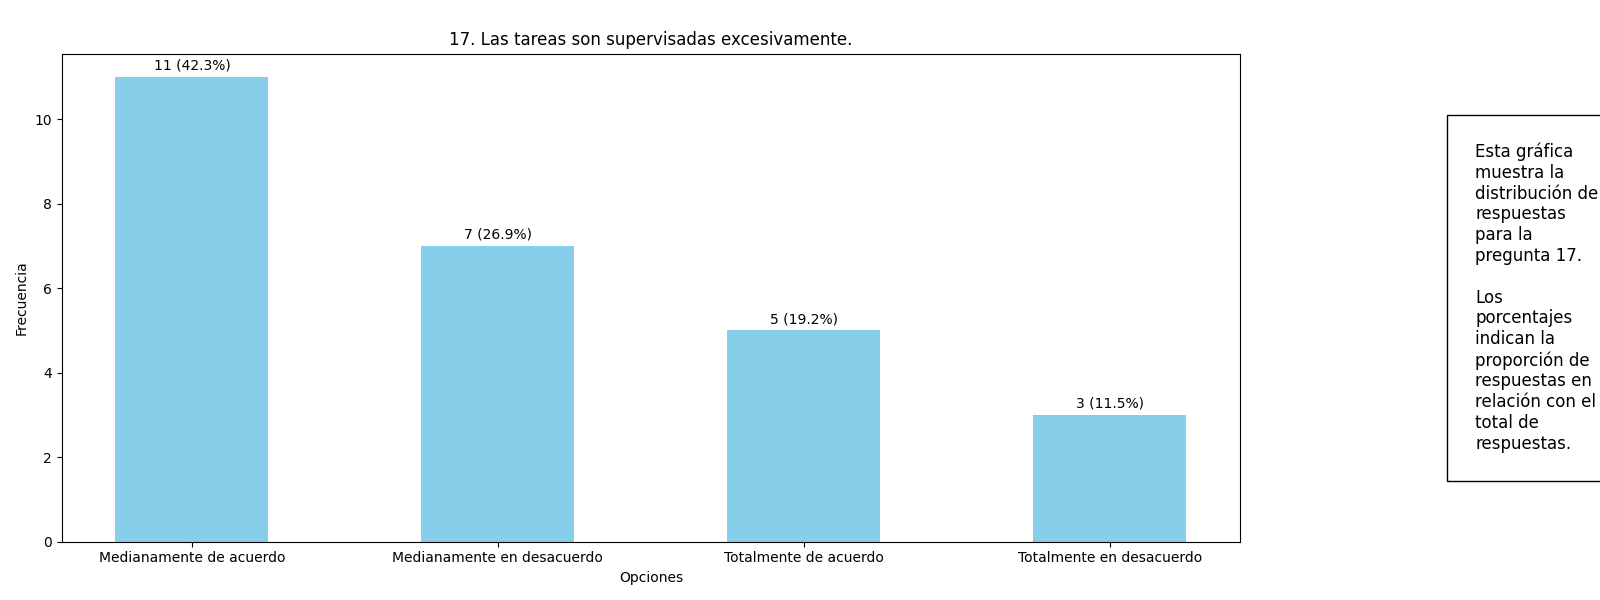 17. Las tareas son supervisadas excesivamente.
11 (42.3%)
7 (26.9%)
5 (19.2%)
3 (11.5%)
10
8
6
4
2
0
Frecuencia
Medianamente de acuerdo
Medianamente en desacuerdo
Totalmente de acuerdo
Totalmente en desacuerdo
Opciones
Esta gráfica
muestra la
distribución de
respuestas
para la
pregunta 17.
Los
porcentajes
indican la
proporción de
respuestas en
relación con el
total de
respuestas.